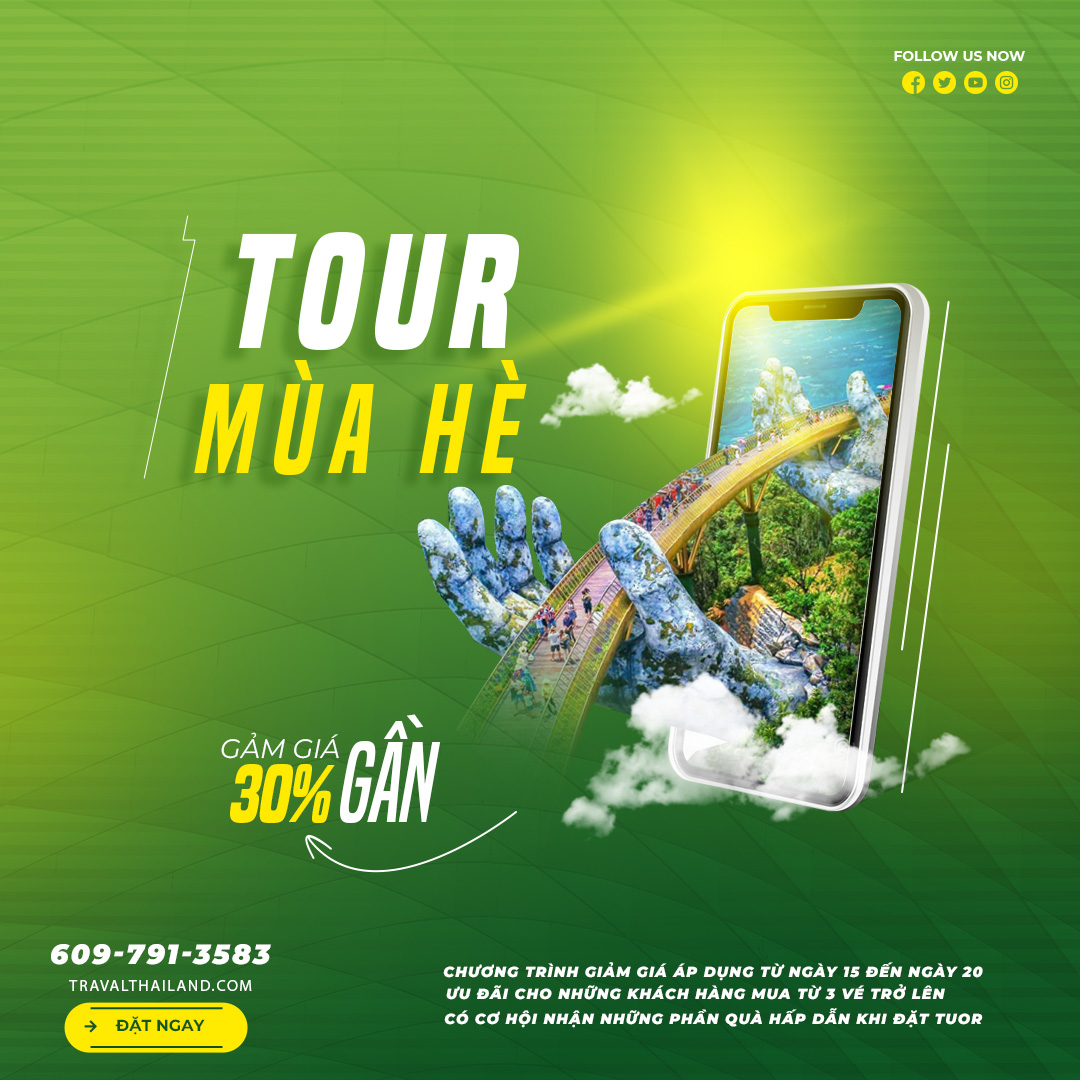 FOLLOW US NOW
TOUR
MÙA HÈ
GẢM GIÁ
30% GẦN
609-791-3583
TRAVALTHAILAND.COM
ĐẶT NGAY
CHƯƠNG TRÌNH GIẢM GIÁ ÁP DỤNG TỪ NGÀY 15 ĐẾN NGÀY 20
ƯU ĐÃI CHO NHỮNG KHÁCH HÀNG MUA TỪ 3 VÉ TRỞ LÊN
CÓ CƠ HỘI NHẬN NHỮNG PHẦN QUÀ HẤP DẪN KHI ĐẶT TUOR